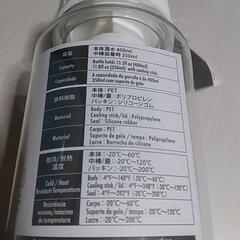 容量
本体満水 400ml
中棒装着時 350ml
Capacity
Bottle holds 13.5fl oz (400ml)
11.8fl oz (350ml) with cooling stick
Capacidade
A capacidade da garrafa é de 400ml
(350ml com o suporte de gelo)
原料樹脂
本体:PET
中棒/蓋:ポリプロピレン
パッキン:シリコーンゴム
Material
Body : PET
Cooling stick/lid : Polypropylene
Seal : Silicone rubber
Corpo : PET
Suporte de gelo / tampa : Polipropileno
Lacre : Borracha de silicone
耐冷/耐熱
温度
本体:-20℃~60℃
中棒/蓋:-20℃~120℃
パッキン:-20℃~200℃
Cold / Heat
Resistant Temperature
Body : -4°F~140°F (-20℃~60℃)
Cooling stick/lid : -4°F~248°F (-20℃~120℃)
Seal : -4°F~392°F (-20℃~200℃)
Resistência
mínima / máxima
de temperatura
Corpo : -20℃~60℃
Suporte de gelo / tampa : -20℃~120℃
Lacre : -20℃~200℃